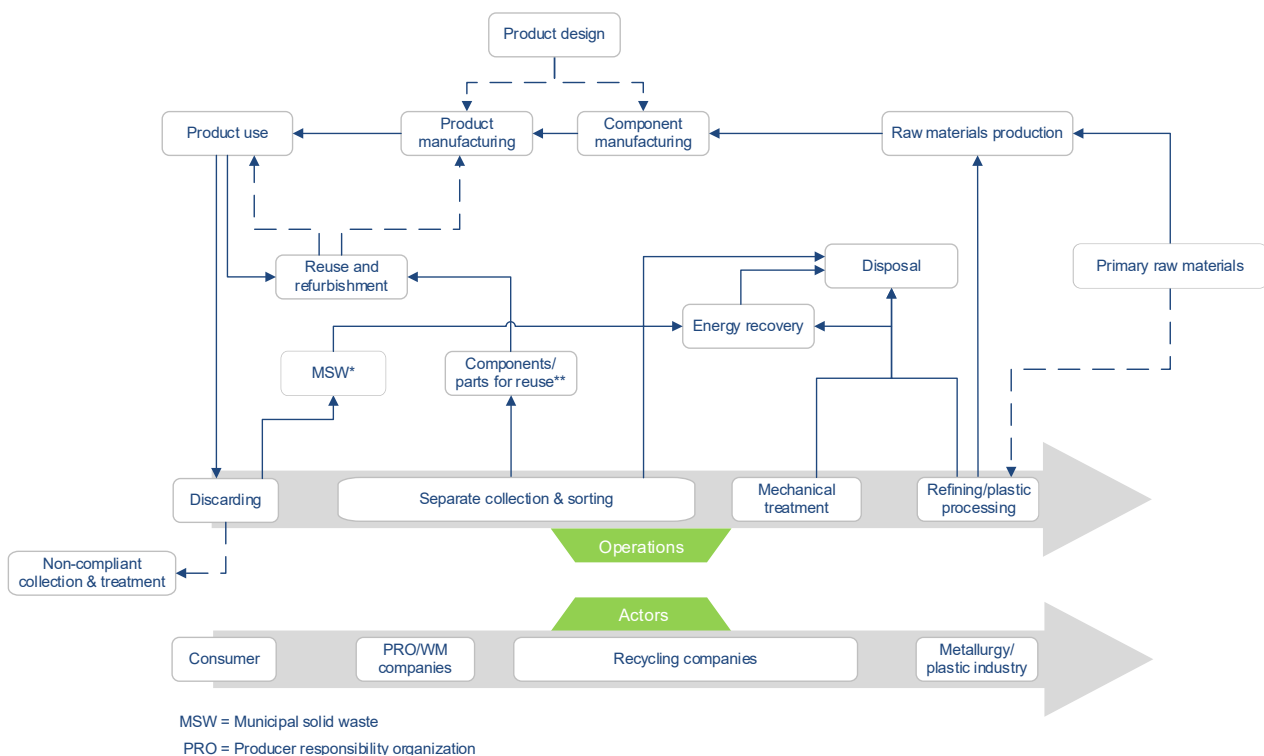 Product design
Product use
Product
manufacturing
Component
manufacturing
Raw materials production
Reuse and
refurbishment
Disposal
Primary raw materials
Energy recovery
MSW*
Components/
parts for reuse**
Discarding
Separate collection & sorting
Mechanical
treatment
Refining/plastic
processing
Operations
Non-compliant
collection & treatment
Actors
Consumer
PRO/WM
companies
Recycling companies
Metallurgy/
plastic industry
MSW = Municipal solid waste
PRO = Producer responsibility organization